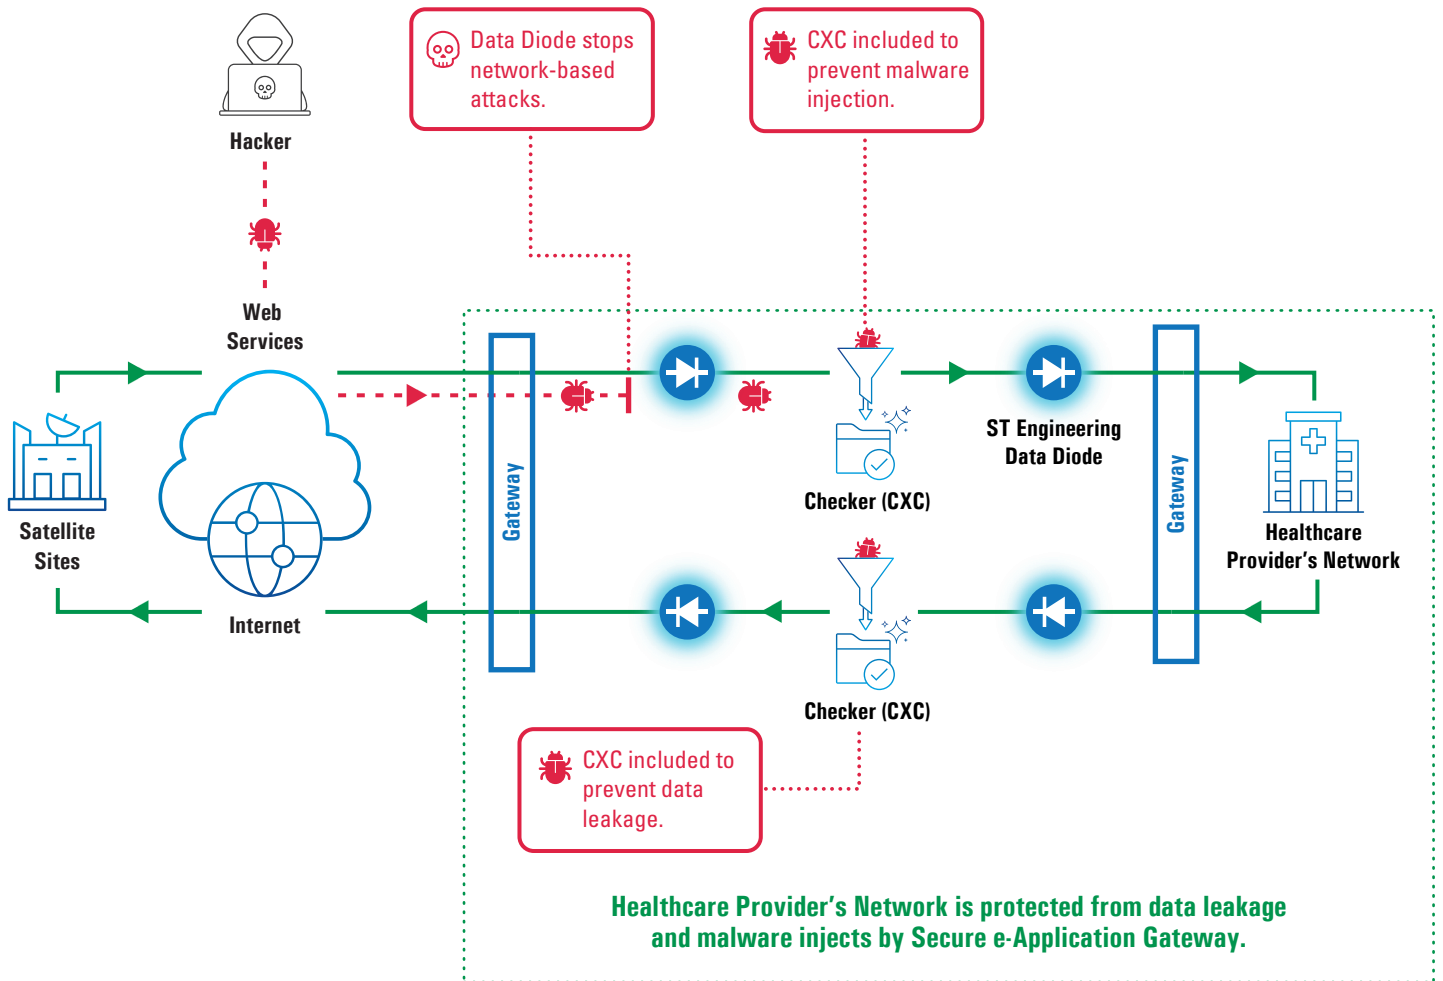 Data Diode stops
network-based
attacks.
CXC included to
prevent malware
injection.
Hacker
Web
Services
Gateway
ST Engineering
Data Diode
Gateway
Checker (CXC)
Satellite
Sites
Healthcare
Provider's Network
Internet
Checker (CXC)
CXC included to
prevent data
leakage.
Healthcare Provider's Network is protected from data leakage
and malware injects by Secure e-Application Gateway.